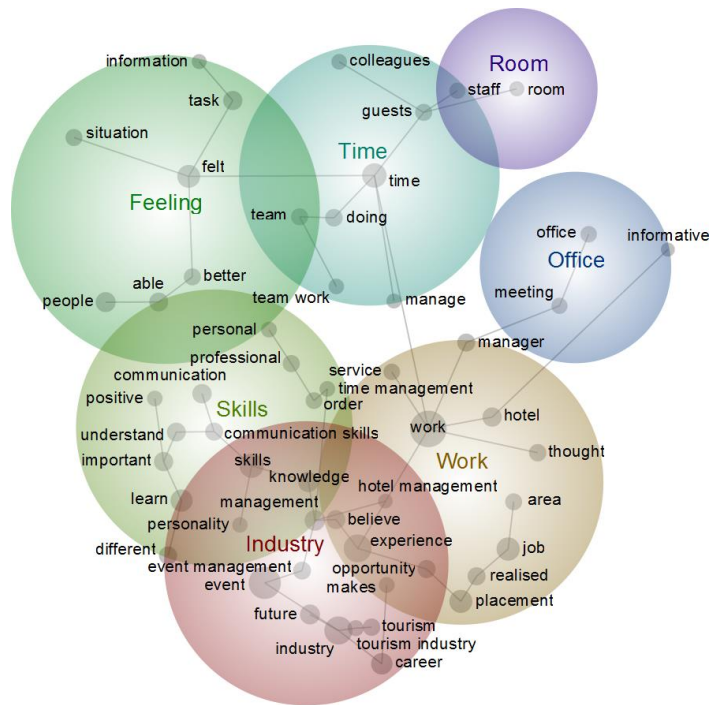 colleagues
information
Room
staff
room
task
guests
situation
Time
felt
time
Feeling
team
doing
office
informative
Office
able
better
meeting
people
team work
manage
personal
manager
professional
service
communication
time management
positive
order
Skills
hotel
understand
communication skills
work
important
thought
skills
Work
knowledge
hotel management
learn
management
area
personality
believe
different
Industry
experience
job
event management
opportunity
realised
event
makes
placement
future
tourism
industry
tourism industry
career